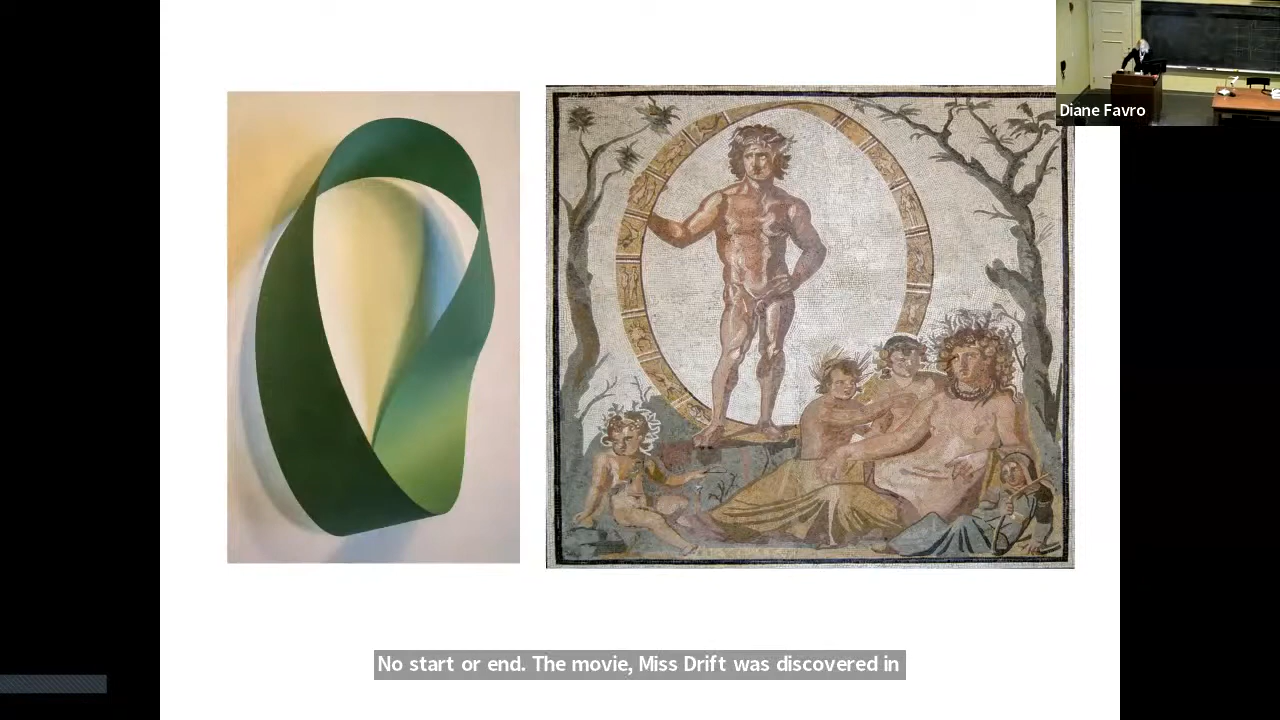 Diane Favro
No start or end. The movie, Miss Drift was discovered in